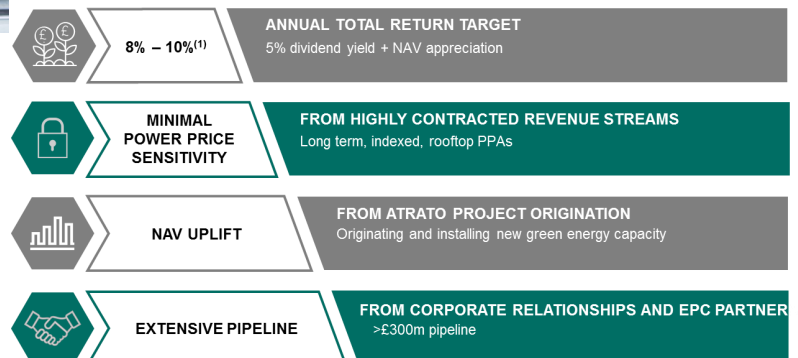 8% – 10%(1)
ANNUAL TOTAL RETURN TARGET
5% dividend yield + NAV appreciation
MINIMAL
POWER PRICE
SENSITIVITY
FROM HIGHLY CONTRACTED REVENUE STREAMS
Long term, indexed, rooftop PPAs
NAV UPLIFT
FROM ATRATO PROJECT ORIGINATION
Originating and installing new green energy capacity
EXTENSIVE PIPELINE
FROM CORPORATE RELATIONSHIPS AND EPC PARTNER
>£300m pipeline